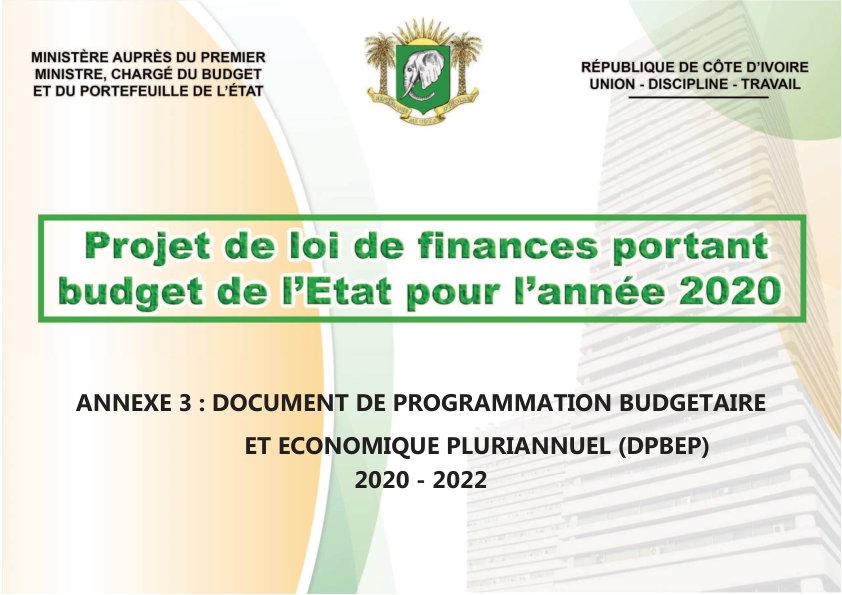 MINISTÈRE AUPRÈS DU PREMIER
MINISTRE, CHARGÉ DU BUDGET
ET DU PORTEFEUILLE DE L'ÉTAT
RÉPUBLIQUE DE CÔTE D'IVOIRE
UNION - DISCIPLINE - TRAVAIL
Projet de loi de finances portant
budget de l'Etat pour l'année 2020
ANNEXE 3 : DOCUMENT DE PROGRAMMATION BUDGETAIRE
ET ECONOMIQUE PLURIANNUEL (DPBEP)
2020 - 2022